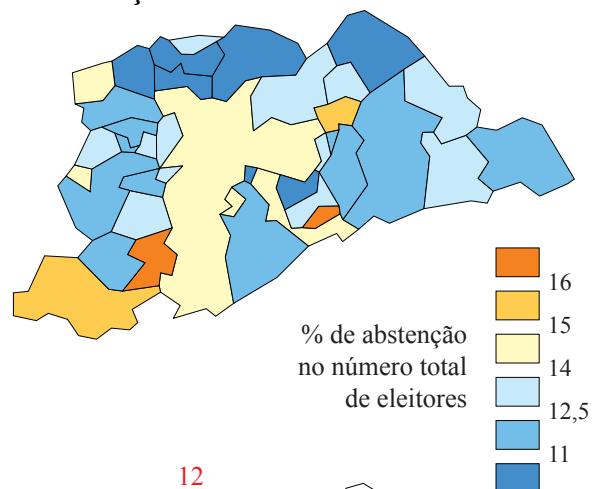 16
15
% de abstenção
14
no número total
de eleitores
12,5
11
12